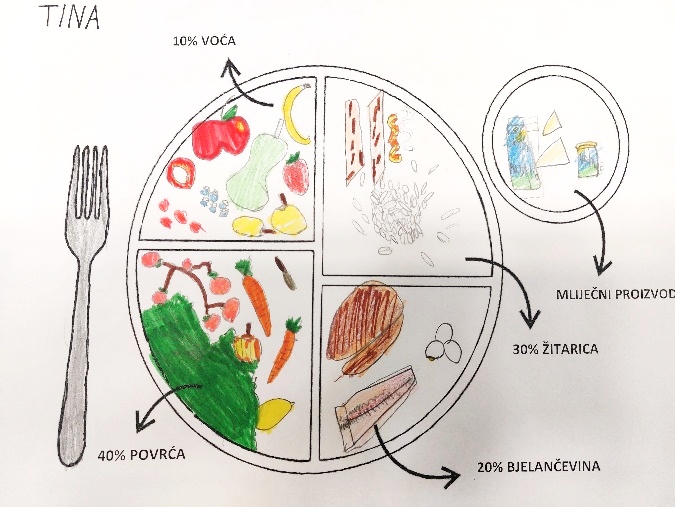 TINA
10% VOĆA
MLIJEČNI PROIZVOD
30% ŽITARICA
40% POVRĆA
20% BJELANČEVINA